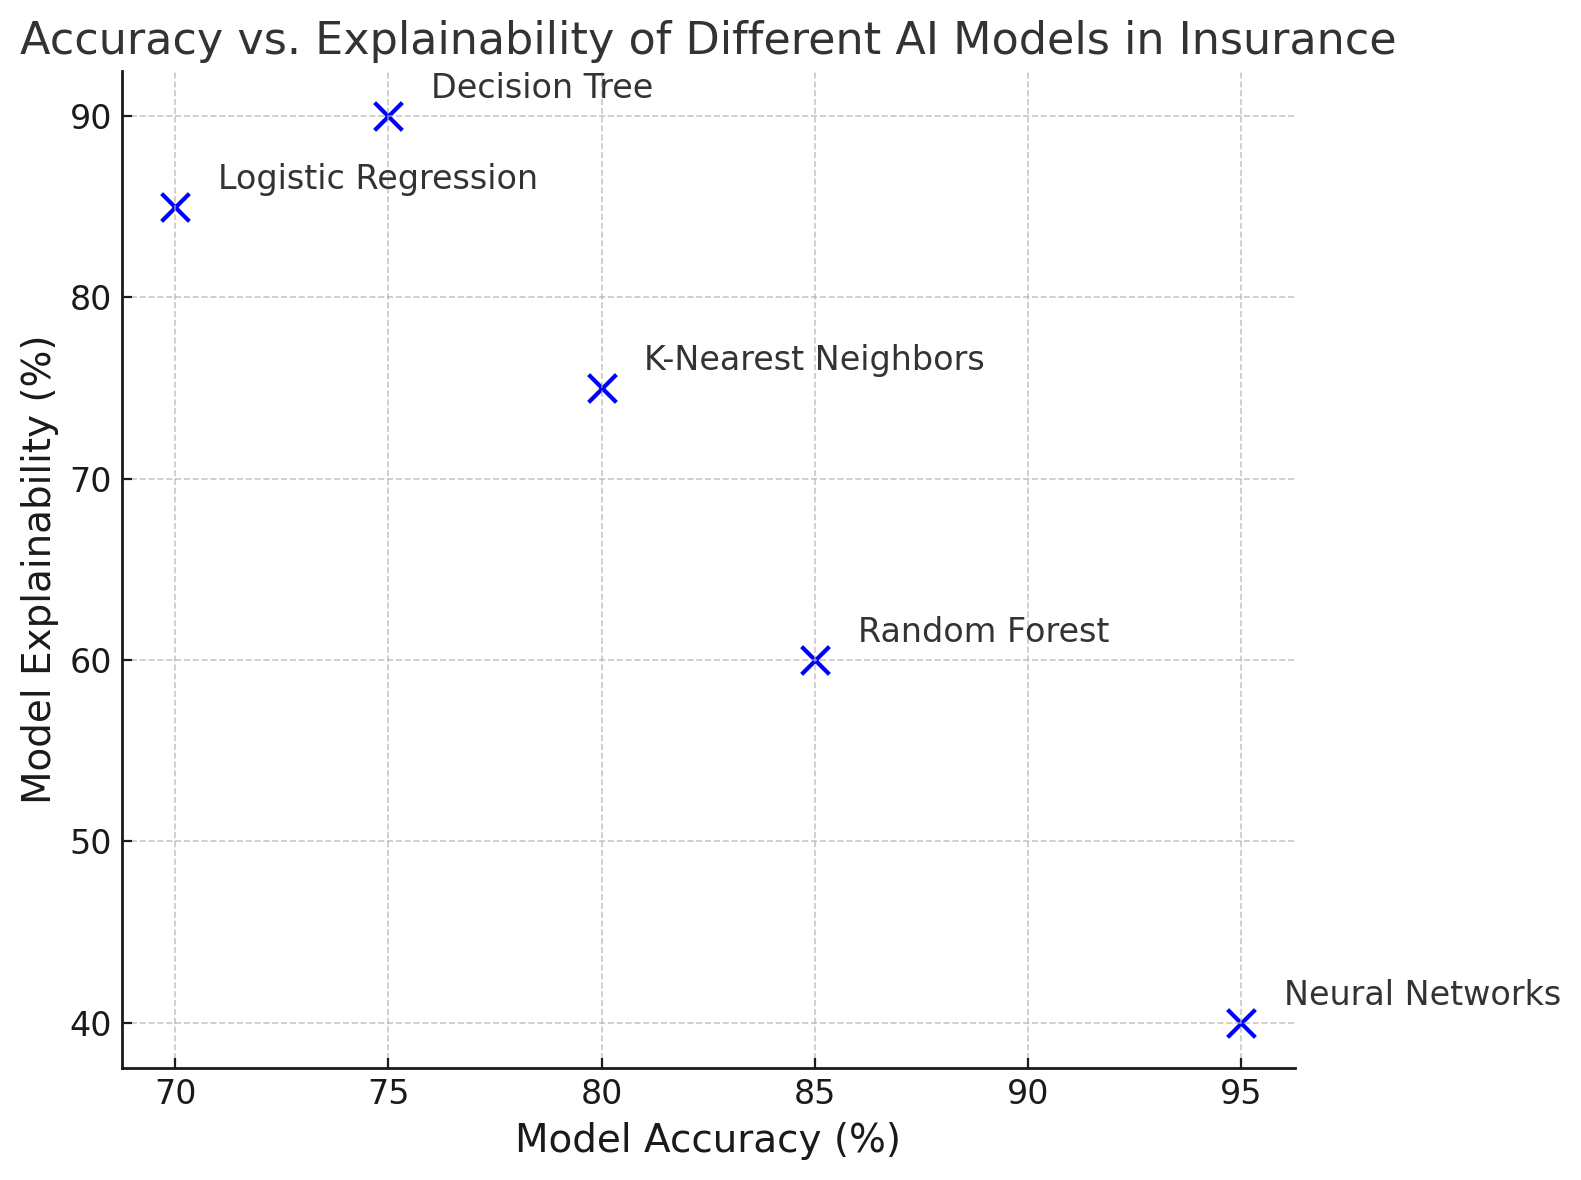 Accuracy vs. Explainability of Different AI Models in Insurance
Decision Tree
90
Logistic Regression
80
K-Nearest Neighbors
70
Random Forest
60
50
Neural Networks
40
Model Explainability (%)
70 75 80 85 90 95
Model Accuracy (%)